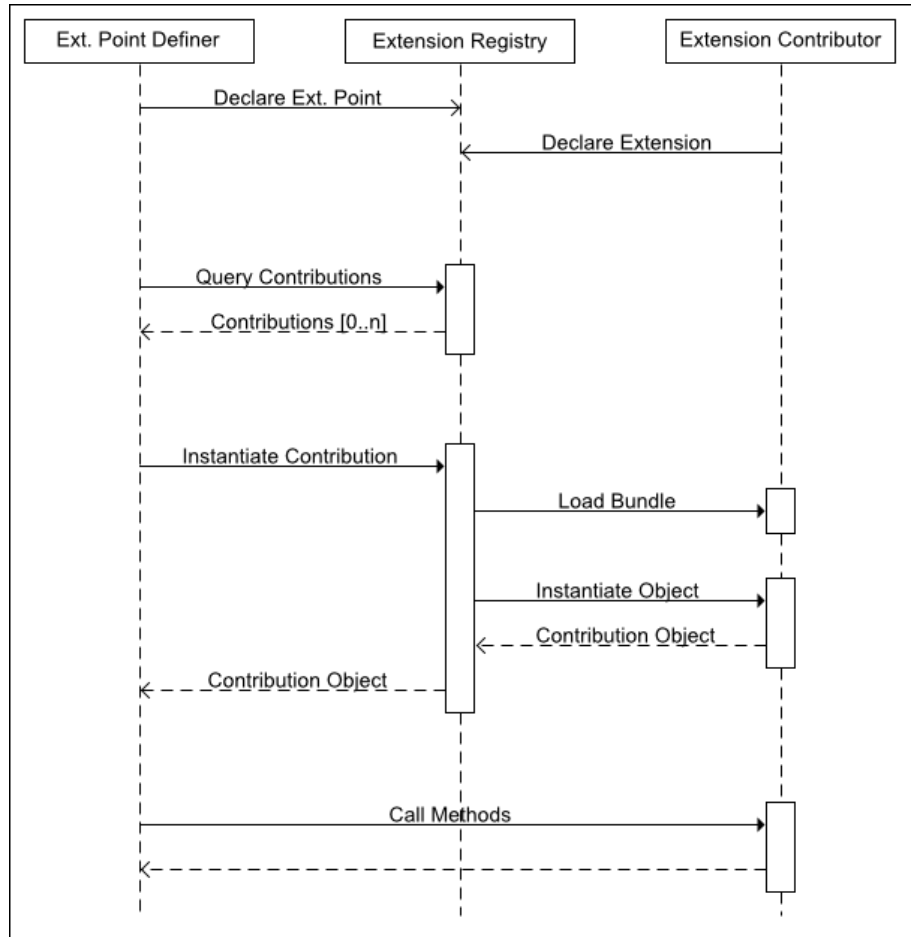 Ext. Point Definer
Extension Registry
Extension Contributor
Declare Ext. Point
Declare Extension
Query Contributions
Contributions [0..n]
Instantiate Contribution
Load Bundle
Instantiate Object
Contribution Object
Contribution Object
Call Methods